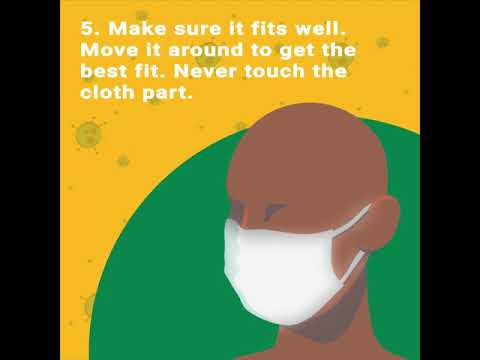 5. Make sure it fits well.
Move it around to get the
best fit. Never touch the
cloth part.